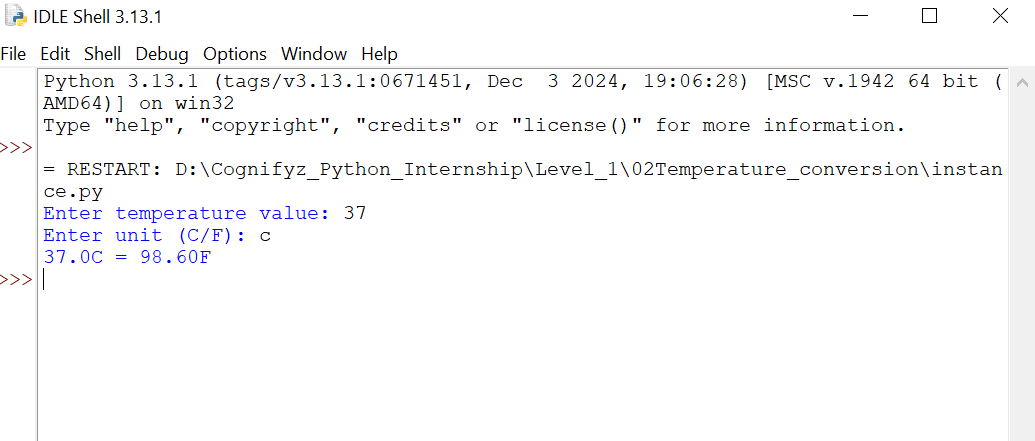 IDLE Shell 3.13.1
File Edit Shell Debug Options Window Help
Python 3.13.1 (tags/v3.13.1:0671451, Dec  3 2024, 19:06:28) [MSC v.1942 64 bit (
AMD64)] on win32
Type "help", "copyright", "credits" or "license()" for more information.
>>>
= RESTART: D:\Cognifyz_Python_Internship\Level_1\02Temperature_conversion\instan
ce.py
Enter temperature value: 37
Enter unit (C/F): c
37.0C = 98.60F
>>>